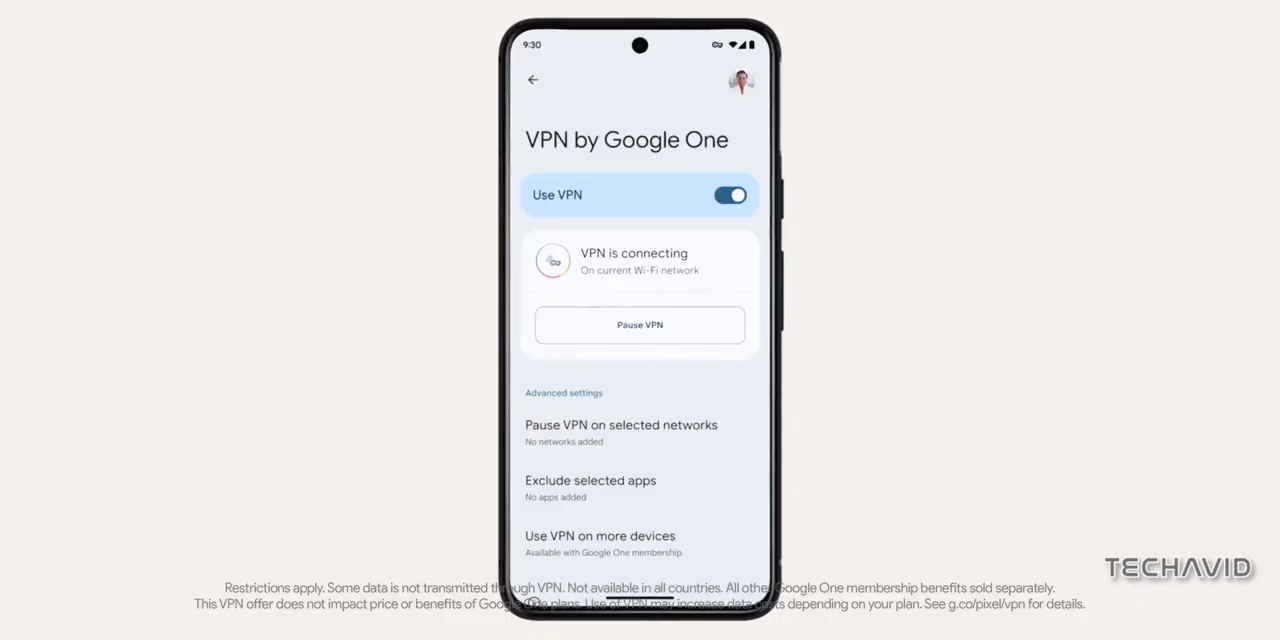 9:30
VPN by Google One
Use VPN
VPN is connecting
On current Wi-Fi network
Pause VPN
Advanced settings
Pause VPN on selected networks
No networks added
Exclude selected apps
No apps added
Use VPN on more devices
Available with Google One membership
TECHAVID
Restrictions apply. Some data is not transmitted through VPN. Not available in all countries. All other Google One membership benefits sold separately.
This VPN offer does not impact price or benefits of Google One plans. Use of VPN may increase data costs depending on your plan. See g.co/pixel/vpn for details.